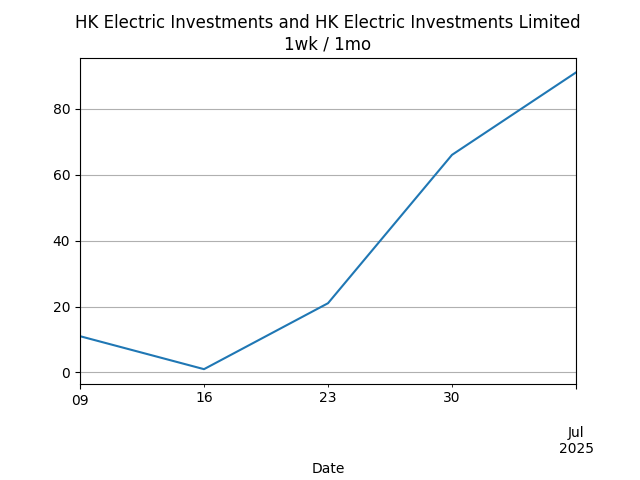 HK Electric Investments and HK Electric Investments Limited
1wk / 1mo
80
60
40
20
0
09
16
23
30
Jul
2025
Date